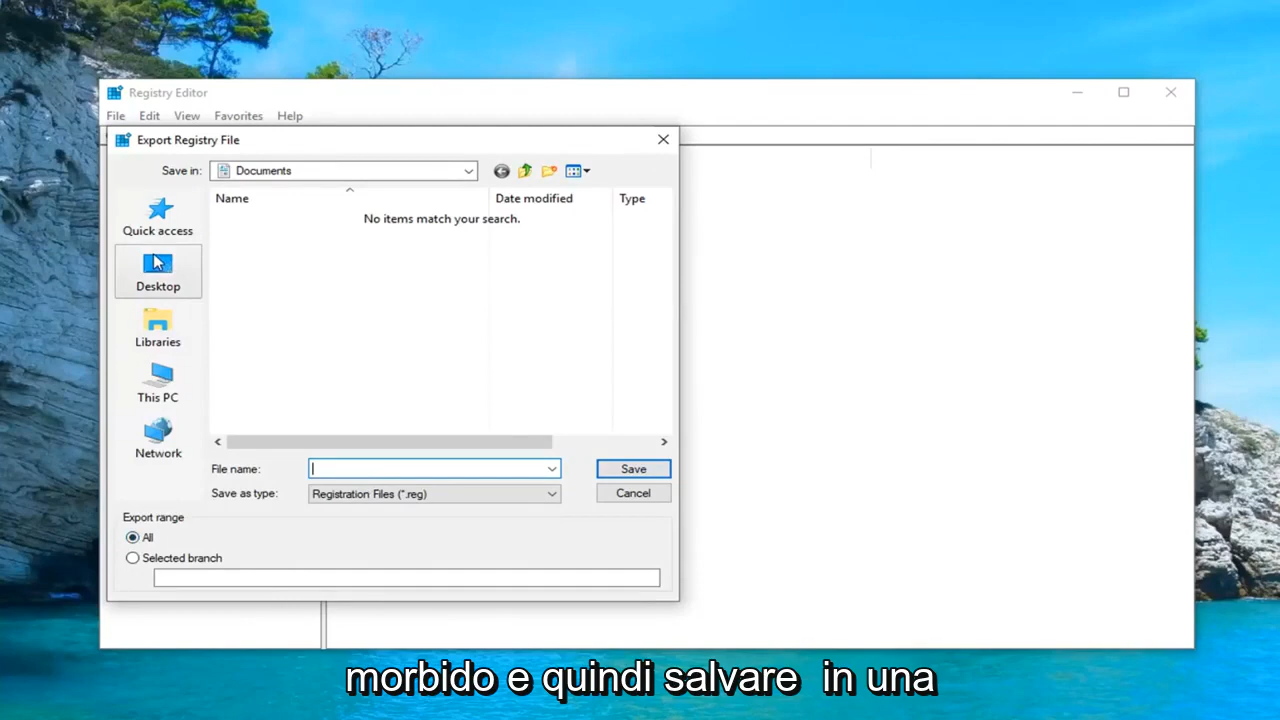 Registry Editor
File Edit View Favorites Help
Export Registry File
Save in: Documents
Name Date modified Type
No items match your search.
Quick access
Desktop
Libraries
This PC
Network
File name: Save
Save as type: Registration Files (*.reg) Cancel
Export range
All
Selected branch
morbido e quindi salvare in una